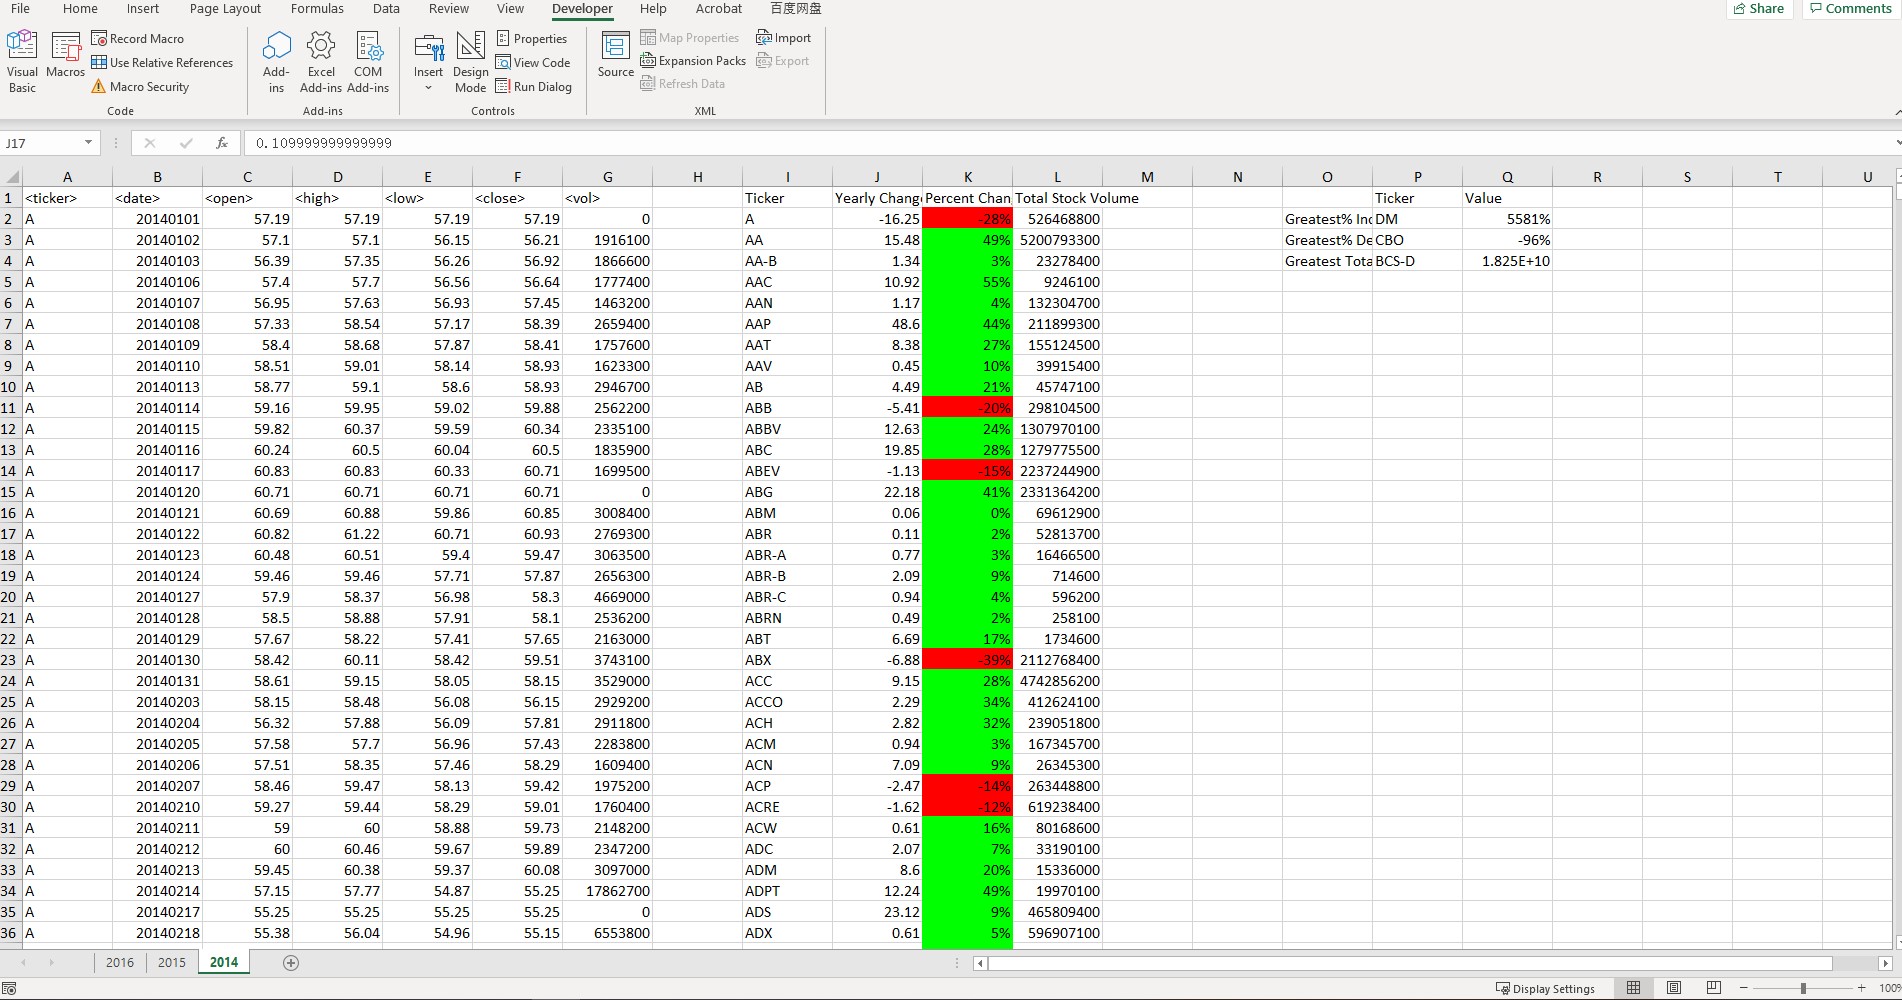 File Home Insert Page Layout Formulas Data Review View Developer Help Acrobat 百度网盘 Share Comments
Visual Basic
Macros
Record Macro
Use Relative References
Macro Security
Code
Add-ins
Excel Add-ins
COM Add-ins
Add-ins
Insert
Design Mode
Properties
View Code
Run Dialog
Controls
Source
Map Properties
Expansion Packs
Refresh Data
Import
Export
XML
J17 fx 0.109999999999999
A B C D E F G H I J K L M N O P Q R S T U
1 <ticker> <date> <open> <high> <low> <close> <vol> Ticker Yearly Change Percent Chan Total Stock Volume Ticker Value
2 A 20140101 57.19 57.19 57.19 57.19 0 A -16.25 -28% 526468800 Greatest% Inc DM 5581%
3 A 20140102 57.1 57.1 56.15 56.21 1916100 AA 15.48 49% 5200793300 Greatest% De CBO -96%
4 A 20140103 56.39 57.35 56.26 56.92 1866600 AA-B 1.34 3% 23278400 Greatest Tota BCS-D 1.825E+10
5 A 20140106 57.4 57.7 56.56 56.64 1777400 AAC 10.92 55% 9246100
6 A 20140107 56.95 57.63 56.93 57.45 1463200 AAN 1.17 4% 132304700
7 A 20140108 57.33 58.54 57.17 58.39 2659400 AAP 48.6 44% 211899300
8 A 20140109 58.4 58.68 57.87 58.41 1757600 AAT 8.38 27% 155124500
9 A 20140110 58.51 59.01 58.14 58.93 1623300 AAV 0.45 10% 39915400
10 A 20140113 58.77 59.1 58.6 58.93 2946700 AB 4.49 21% 45747100
11 A 20140114 59.16 59.95 59.02 59.88 2562200 ABB -5.41 -20% 298104500
12 A 20140115 59.82 60.37 59.59 60.34 2335100 ABBV 12.63 24% 1307970100
13 A 20140116 60.24 60.5 60.04 60.5 1835900 ABC 19.85 28% 1279775500
14 A 20140117 60.83 60.83 60.33 60.71 1699500 ABEV -1.13 -15% 2237244900
15 A 20140120 60.71 60.71 60.71 60.71 0 ABG 22.18 41% 2331364200
16 A 20140121 60.69 60.88 59.86 60.85 3008400 ABM 0.06 0% 69612900
17 A 20140122 60.82 61.22 60.71 60.93 2769300 ABR 0.11 2% 52813700
18 A 20140123 60.48 60.51 59.4 59.47 3063500 ABR-A 0.77 3% 16466500
19 A 20140124 59.46 59.46 57.71 57.87 2656300 ABR-B 2.09 9% 714600
20 A 20140127 57.9 58.37 56.98 58.3 4669000 ABR-C 0.94 4% 596200
21 A 20140128 58.5 58.88 57.91 58.1 2536200 ABRN 0.49 2% 258100
22 A 20140129 57.67 58.22 57.41 57.65 2163000 ABT 6.69 17% 1734600
23 A 20140130 58.42 60.11 58.42 59.51 3743100 ABX -6.88 -39% 2112768400
24 A 20140131 58.61 59.15 58.05 58.15 3529000 ACC 9.15 28% 4742856200
25 A 20140203 58.15 58.48 56.08 56.15 2929200 ACCO 2.29 34% 412624100
26 A 20140204 56.32 57.88 56.09 57.81 2911800 ACH 2.82 32% 239051800
27 A 20140205 57.58 57.7 56.96 57.43 2283800 ACM 0.94 3% 167345700
28 A 20140206 57.51 58.35 57.46 58.29 1609400 ACN 7.09 9% 26345300
29 A 20140207 58.46 59.47 58.13 59.42 1975200 ACP -2.47 -14% 263448800
30 A 20140210 59.27 59.44 58.29 59.01 1760400 ACRE -1.62 -12% 619238400
31 A 20140211 59 60 58.88 59.73 2148200 ACW 0.61 16% 80168600
32 A 20140212 60 60.46 59.67 59.89 2347200 ADC 2.07 7% 33190100
33 A 20140213 59.45 60.38 59.37 60.08 3097000 ADM 8.6 20% 15336000
34 A 20140214 57.15 57.77 54.87 55.25 17862700 ADPT 12.24 49% 19970100
35 A 20140217 55.25 55.25 55.25 55.25 0 ADS 23.12 9% 465809400
36 A 20140218 55.38 56.04 54.96 55.15 6553800 ADX 0.61 5% 596907100
2016 2015 2014
Display Settings 100%